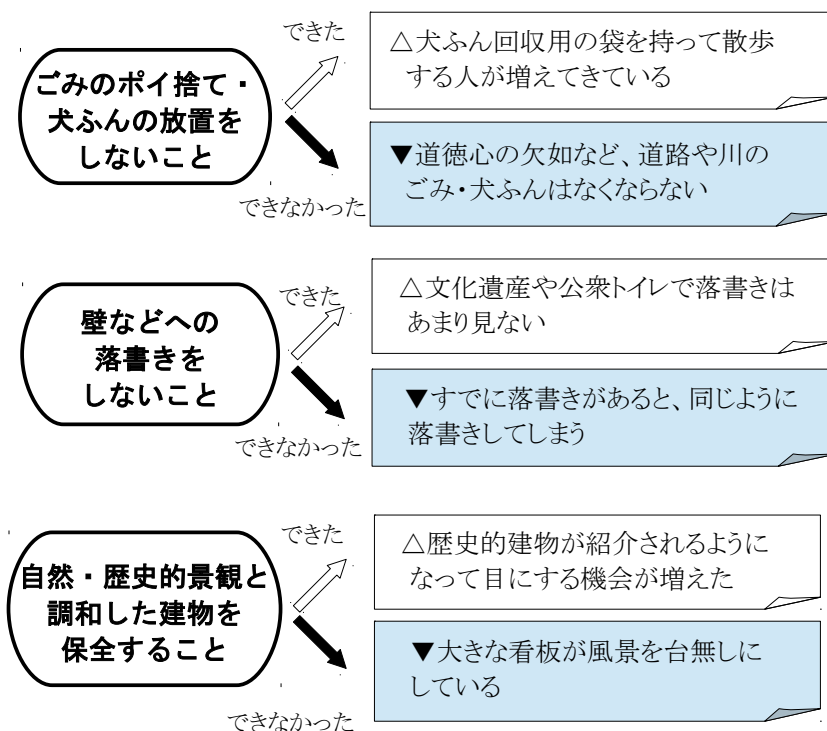 ごみのポイ捨て・
犬ふんの放置を
しないこと
できた
△犬ふん回収用の袋を持って散歩
する人が増えてきている
できなかった
▼道徳心の欠如など、道路や川の
ごみ・犬ふんはなくならない
壁などへの
落書きを
しないこと
できた
△文化遺産や公衆トイレで落書きは
あまり見ない
できなかった
▼すでに落書きがあると、同じように
落書きしてしまう
自然・歴史的景観と
調和した建物を
保全すること
できた
△歴史的建物が紹介されるように
なって目にする機会が増えた
できなかった
▼大きな看板が風景を台無しに
している